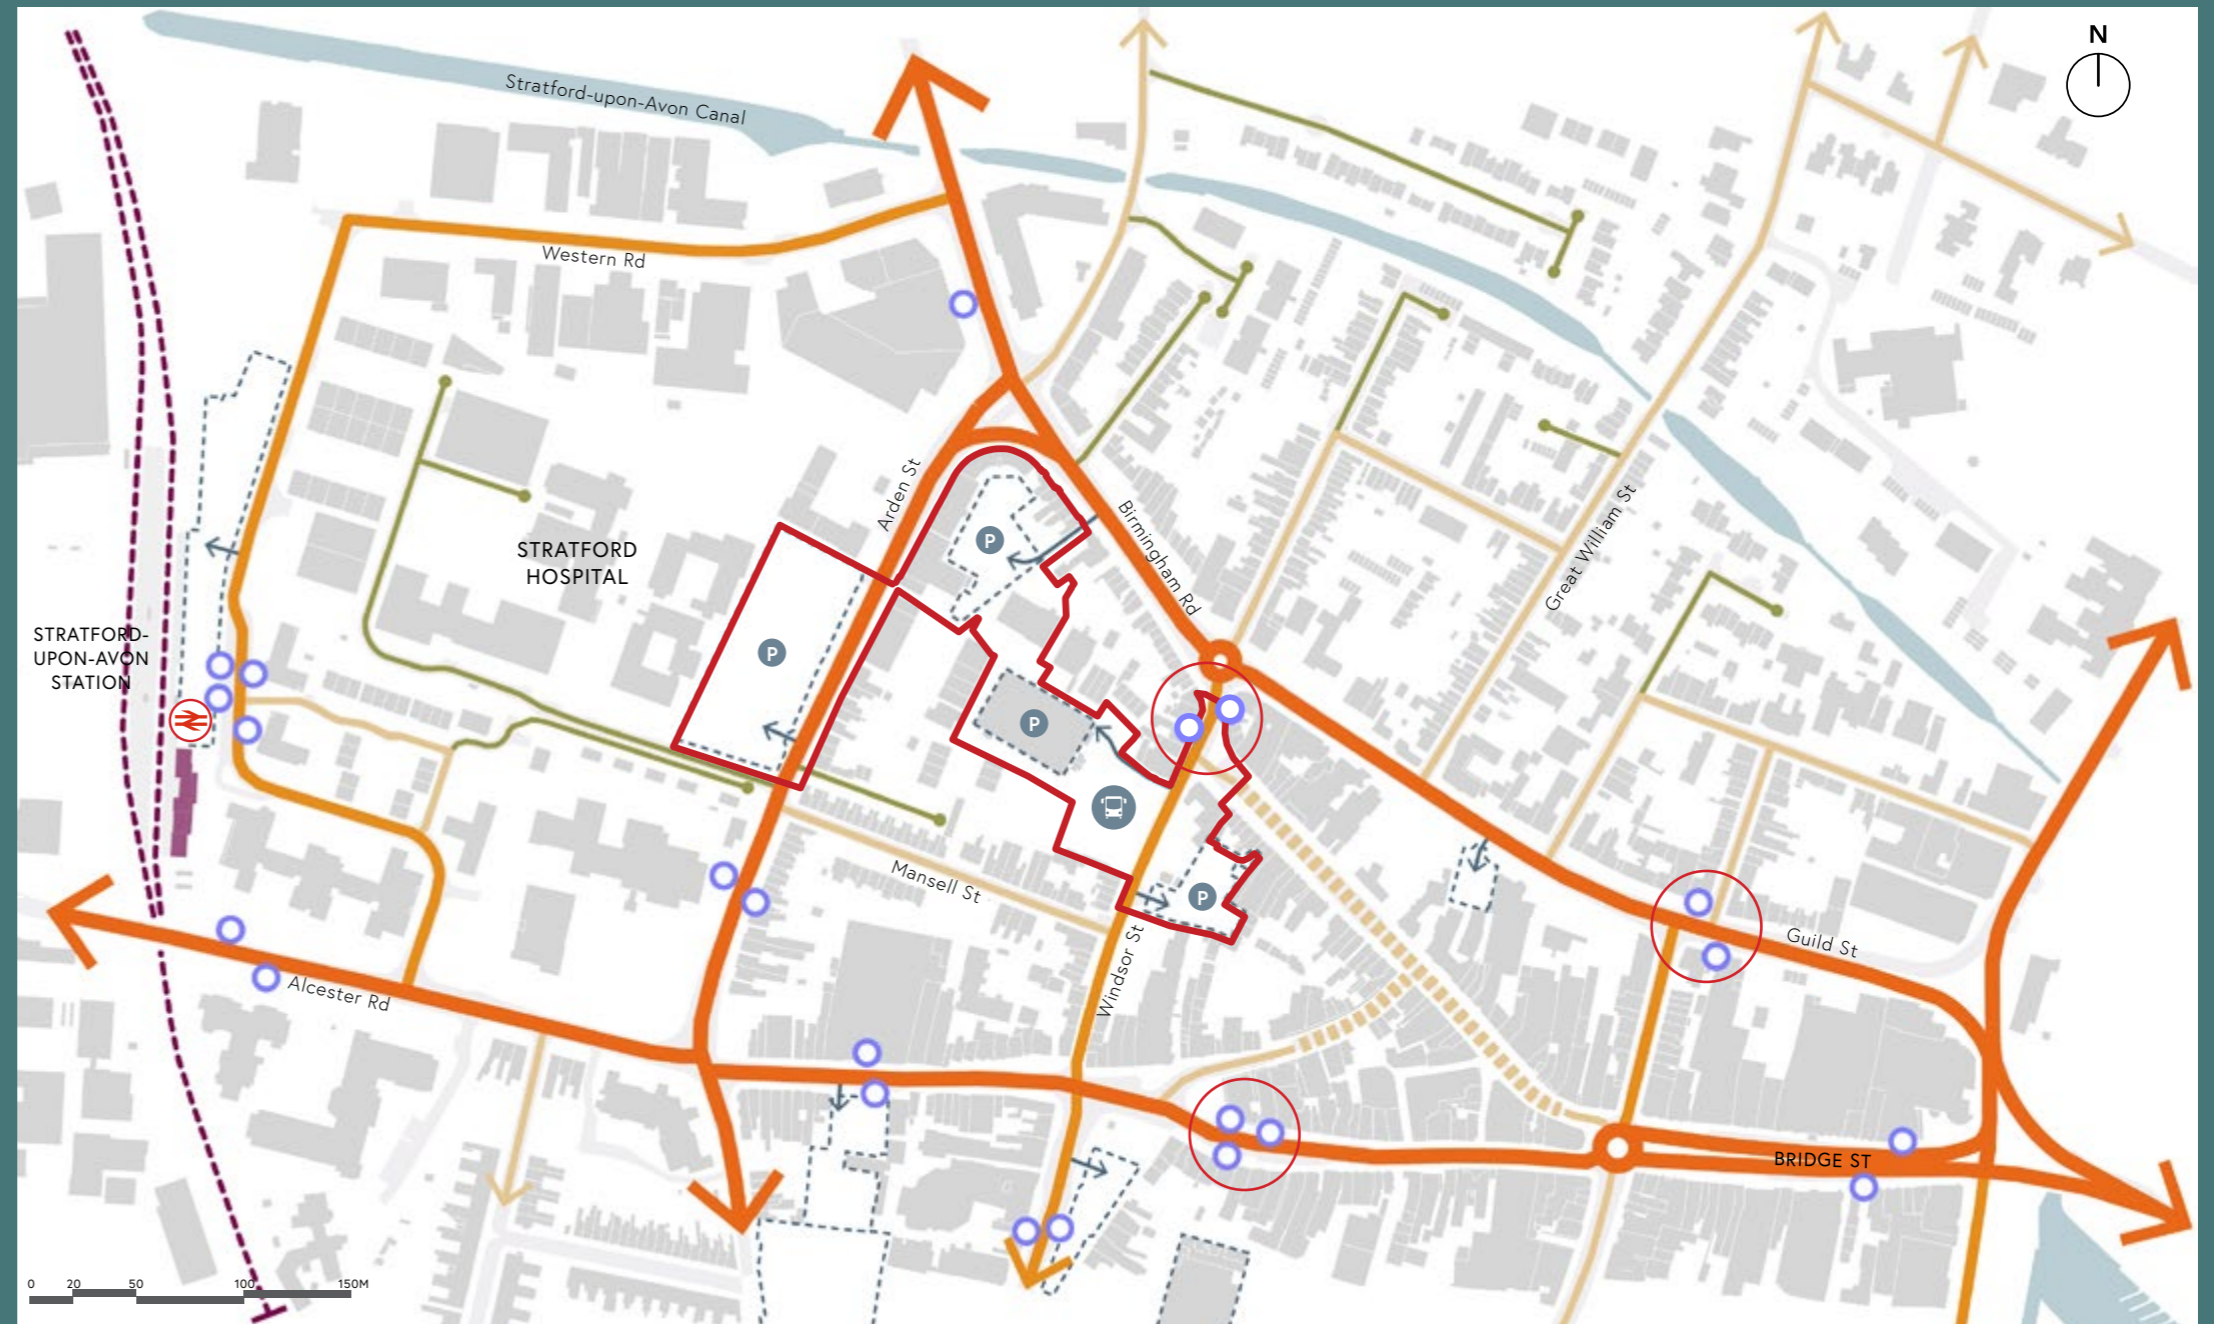 N
Stratford-upon-Avon Canal
Western Rd
Arden St
Birmingham Rd
Great William St
STRATFORD
HOSPITAL
P
P
P
P
STRATFORD-
UPON-AVON
STATION
Mansell St
Windsor St
Guild St
Alcester Rd
BRIDGE ST
0 20 50 100 150M